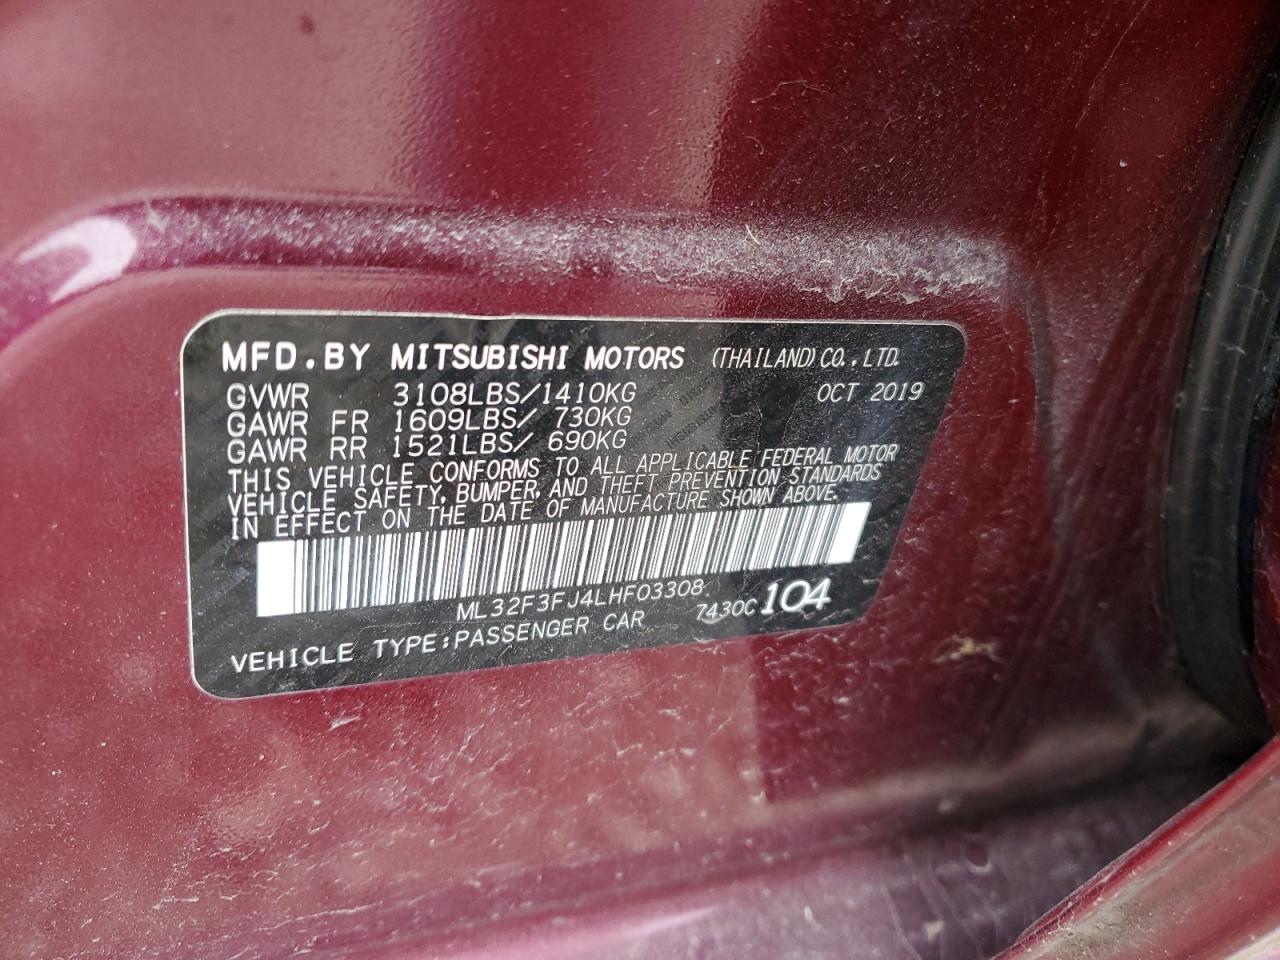 MFD.BY MITSUBISHI MOTORS (THAILAND)CO.,LTD.
GVWR 3108LBS/1410KG OCT 2019
GAWR FR 1609LBS/ 730KG
GAWR RR 1521LBS/ 690KG
THIS VEHICLE CONFORMS TO ALL APPLICABLE FEDERAL MOTOR
VEHICLE SAFETY, BUMPER, AND THEFT PREVENTION STANDARDS
IN EFFECT ON THE DATE OF MANUFACTURE SHOWN ABOVE.
ML32F3FJ4LHF03308 7430C 104
VEHICLE TYPE:PASSENGER CAR